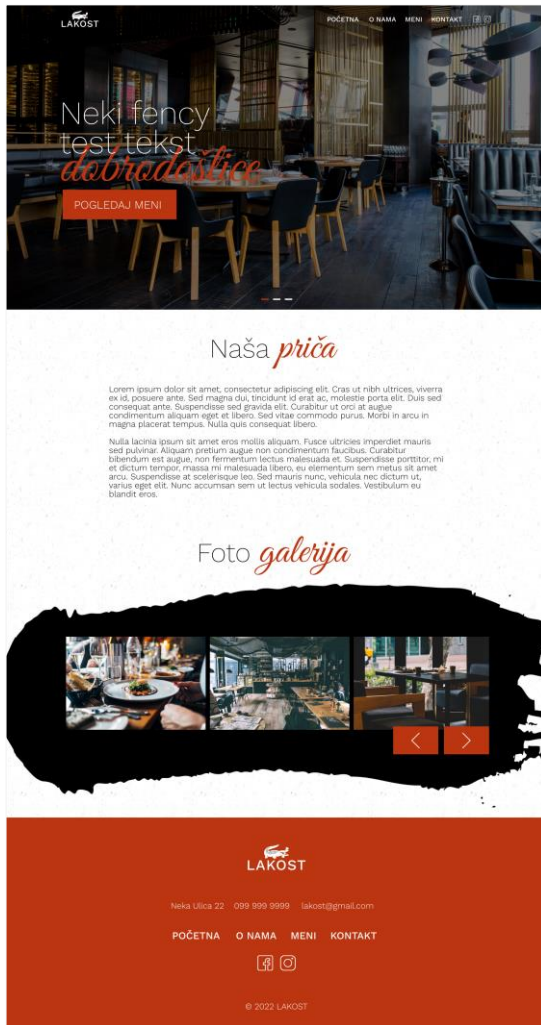 LAKOST
POČETNA O NAMA MENI KONTAKT
Neki fency
test tekst
dobrodošlice
POGLEDAJ MENI
Naša priča
Lorem ipsum dolor sit amet, consectetur adipiscing elit. Cras ut nibh ultrices, viverra
ex id, posuere ante. Sed magna dui, tincidunt id erat ac, molestie porta elit. Duis sed
consequat ante. Suspendisse sed gravida elit. Curabitur ut orci at augue
condimentum aliquam eget et libero. Sed vitae commodo purus. Morbi in arcu in
magna placerat tempus. Nulla quis consequat libero.
Nulla lacinia ipsum sit amet eros mollis aliquam. Fusce ultricies imperdiet mauris
sed pulvinar. Aliquam pretium augue non condimentum faucibus. Curabitur
bibendum est augue, non fermentum lectus malesuada et. Suspendisse porttitor, mi
et dictum tempor, massa mi malesuada libero, eu elementum sem metus sit amet
arcu. Suspendisse at scelerisque leo. Sed mauris nunc, vehicula nec dictum ut,
varius eget elit. Nunc accumsan sem ut lectus vehicula sodales. Vestibulum eu
blandit eros.
Foto galerija
LAKOST
Neka Ulica 22 099 999 9999 lakost@gmail.com
POČETNA O NAMA MENI KONTAKT
© 2022 LAKOST